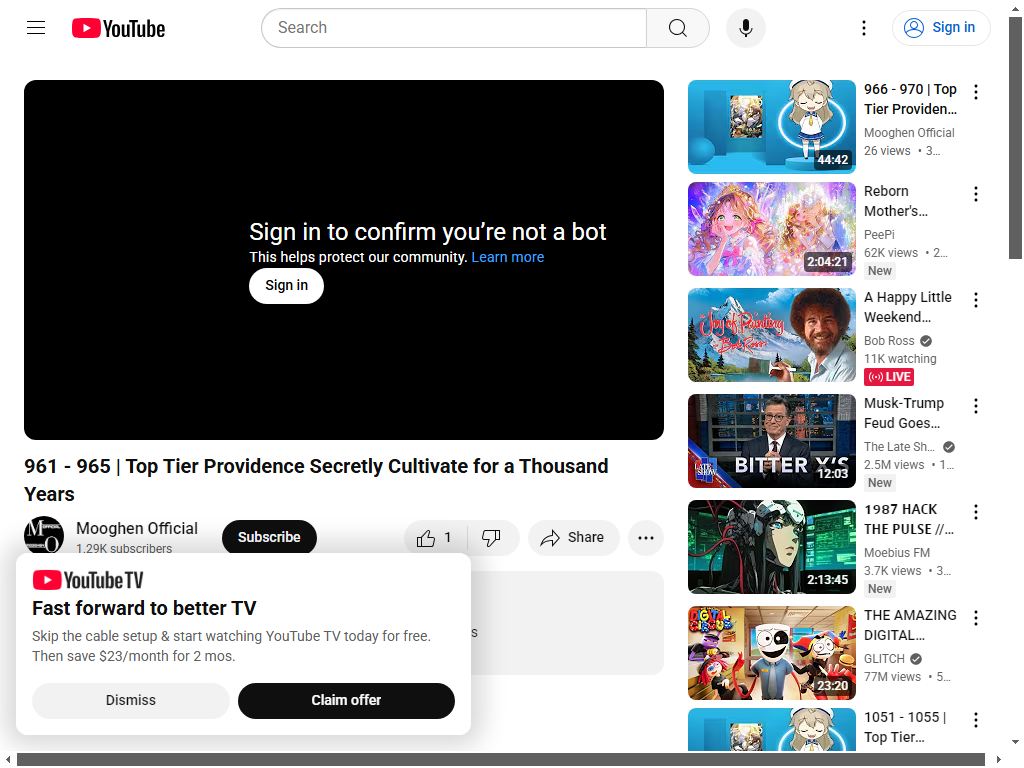 YouTube
Search
Sign in
Sign in to confirm you’re not a bot
This helps protect our community. Learn more
Sign in
961 - 965 | Top Tier Providence Secretly Cultivate for a Thousand
Years
Mooghen Official
1.29K subscribers
Subscribe
1
Share
s
YouTube TV
Fast forward to better TV
Skip the cable setup & start watching YouTube TV today for free.
Then save $23/month for 2 mos.
Dismiss
Claim offer
44:42
966 - 970 | Top
Tier Providen...
Mooghen Official
26 views • 3...
2:04:21
Reborn
Mother's...
PeePi
62K views • 2...
New
The Joy of Painting
Bob Ross
A Happy Little
Weekend...
Bob Ross
11K watching
LIVE
LATE SHOW
BITTER X'S
12:03
Musk-Trump
Feud Goes...
The Late Sh...
2.5M views • 1...
New
2:13:45
1987 HACK
THE PULSE //...
Moebius FM
3.7K views • 3...
New
DIGITAL CIRCUS
23:20
THE AMAZING
DIGITAL...
GLITCH
77M views • 5...
1051 - 1055 |
Top Tier...